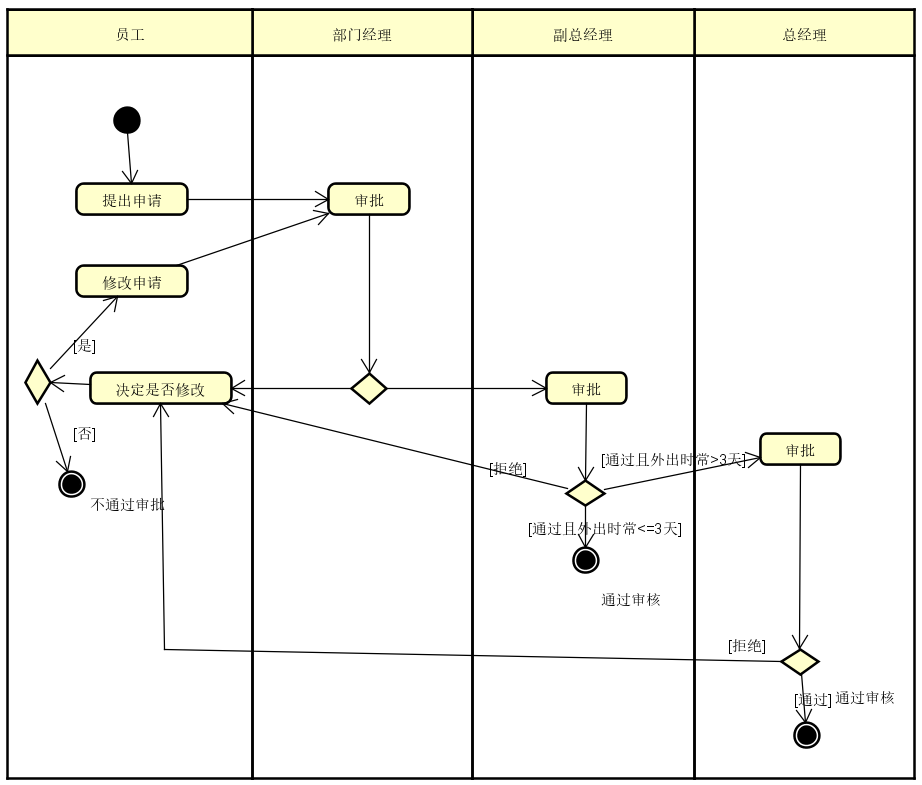 员工
部门经理
副总经理
总经理
提出申请
审批
修改申请
[是]
决定是否修改
审批
[否]
审批
[通过且外出时常>3天]
[拒绝]
不通过审批
[通过且外出时常<=3天]
通过审核
[拒绝]
[通过]
通过审核